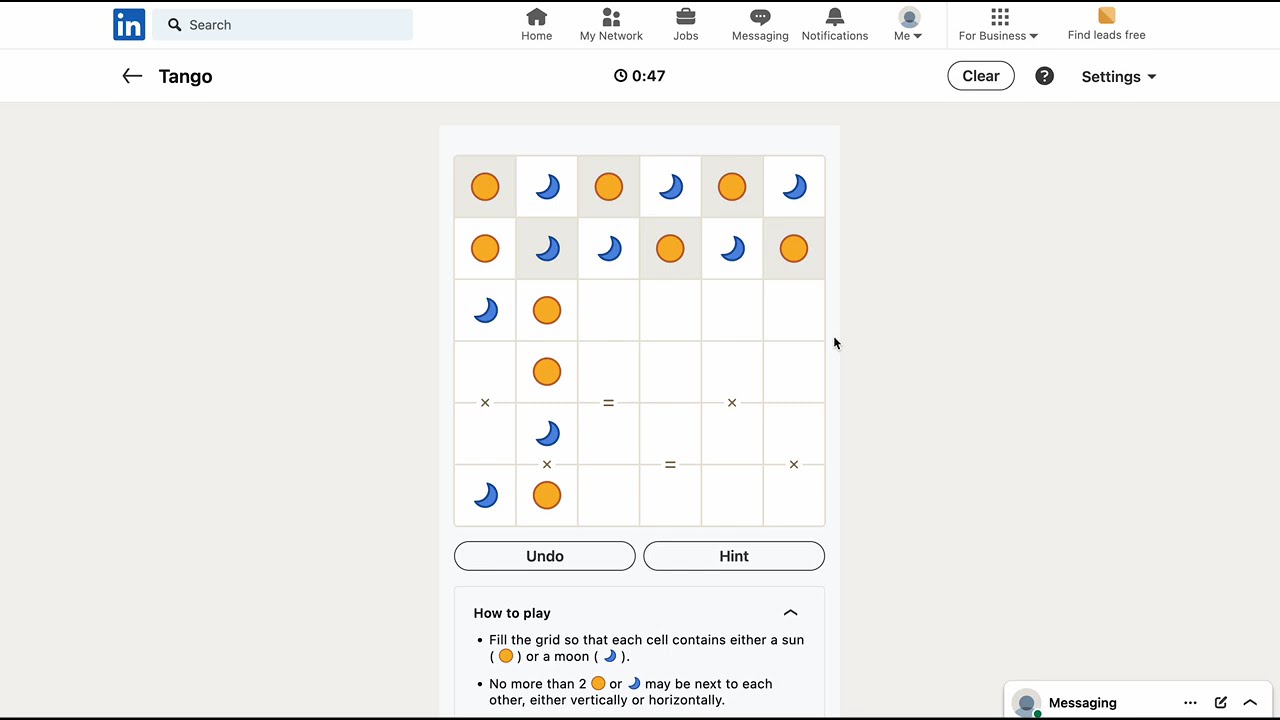 in Search Home My Network Jobs Messaging Notifications Me For Business Find leads free
Tango 0:47 Clear ? Settings
× = ×
× = ×
Undo Hint
How to play
• Fill the grid so that each cell contains either a sun
( ) or a moon ( ).
• No more than 2 or may be next to each
other, either vertically or horizontally.
Messaging